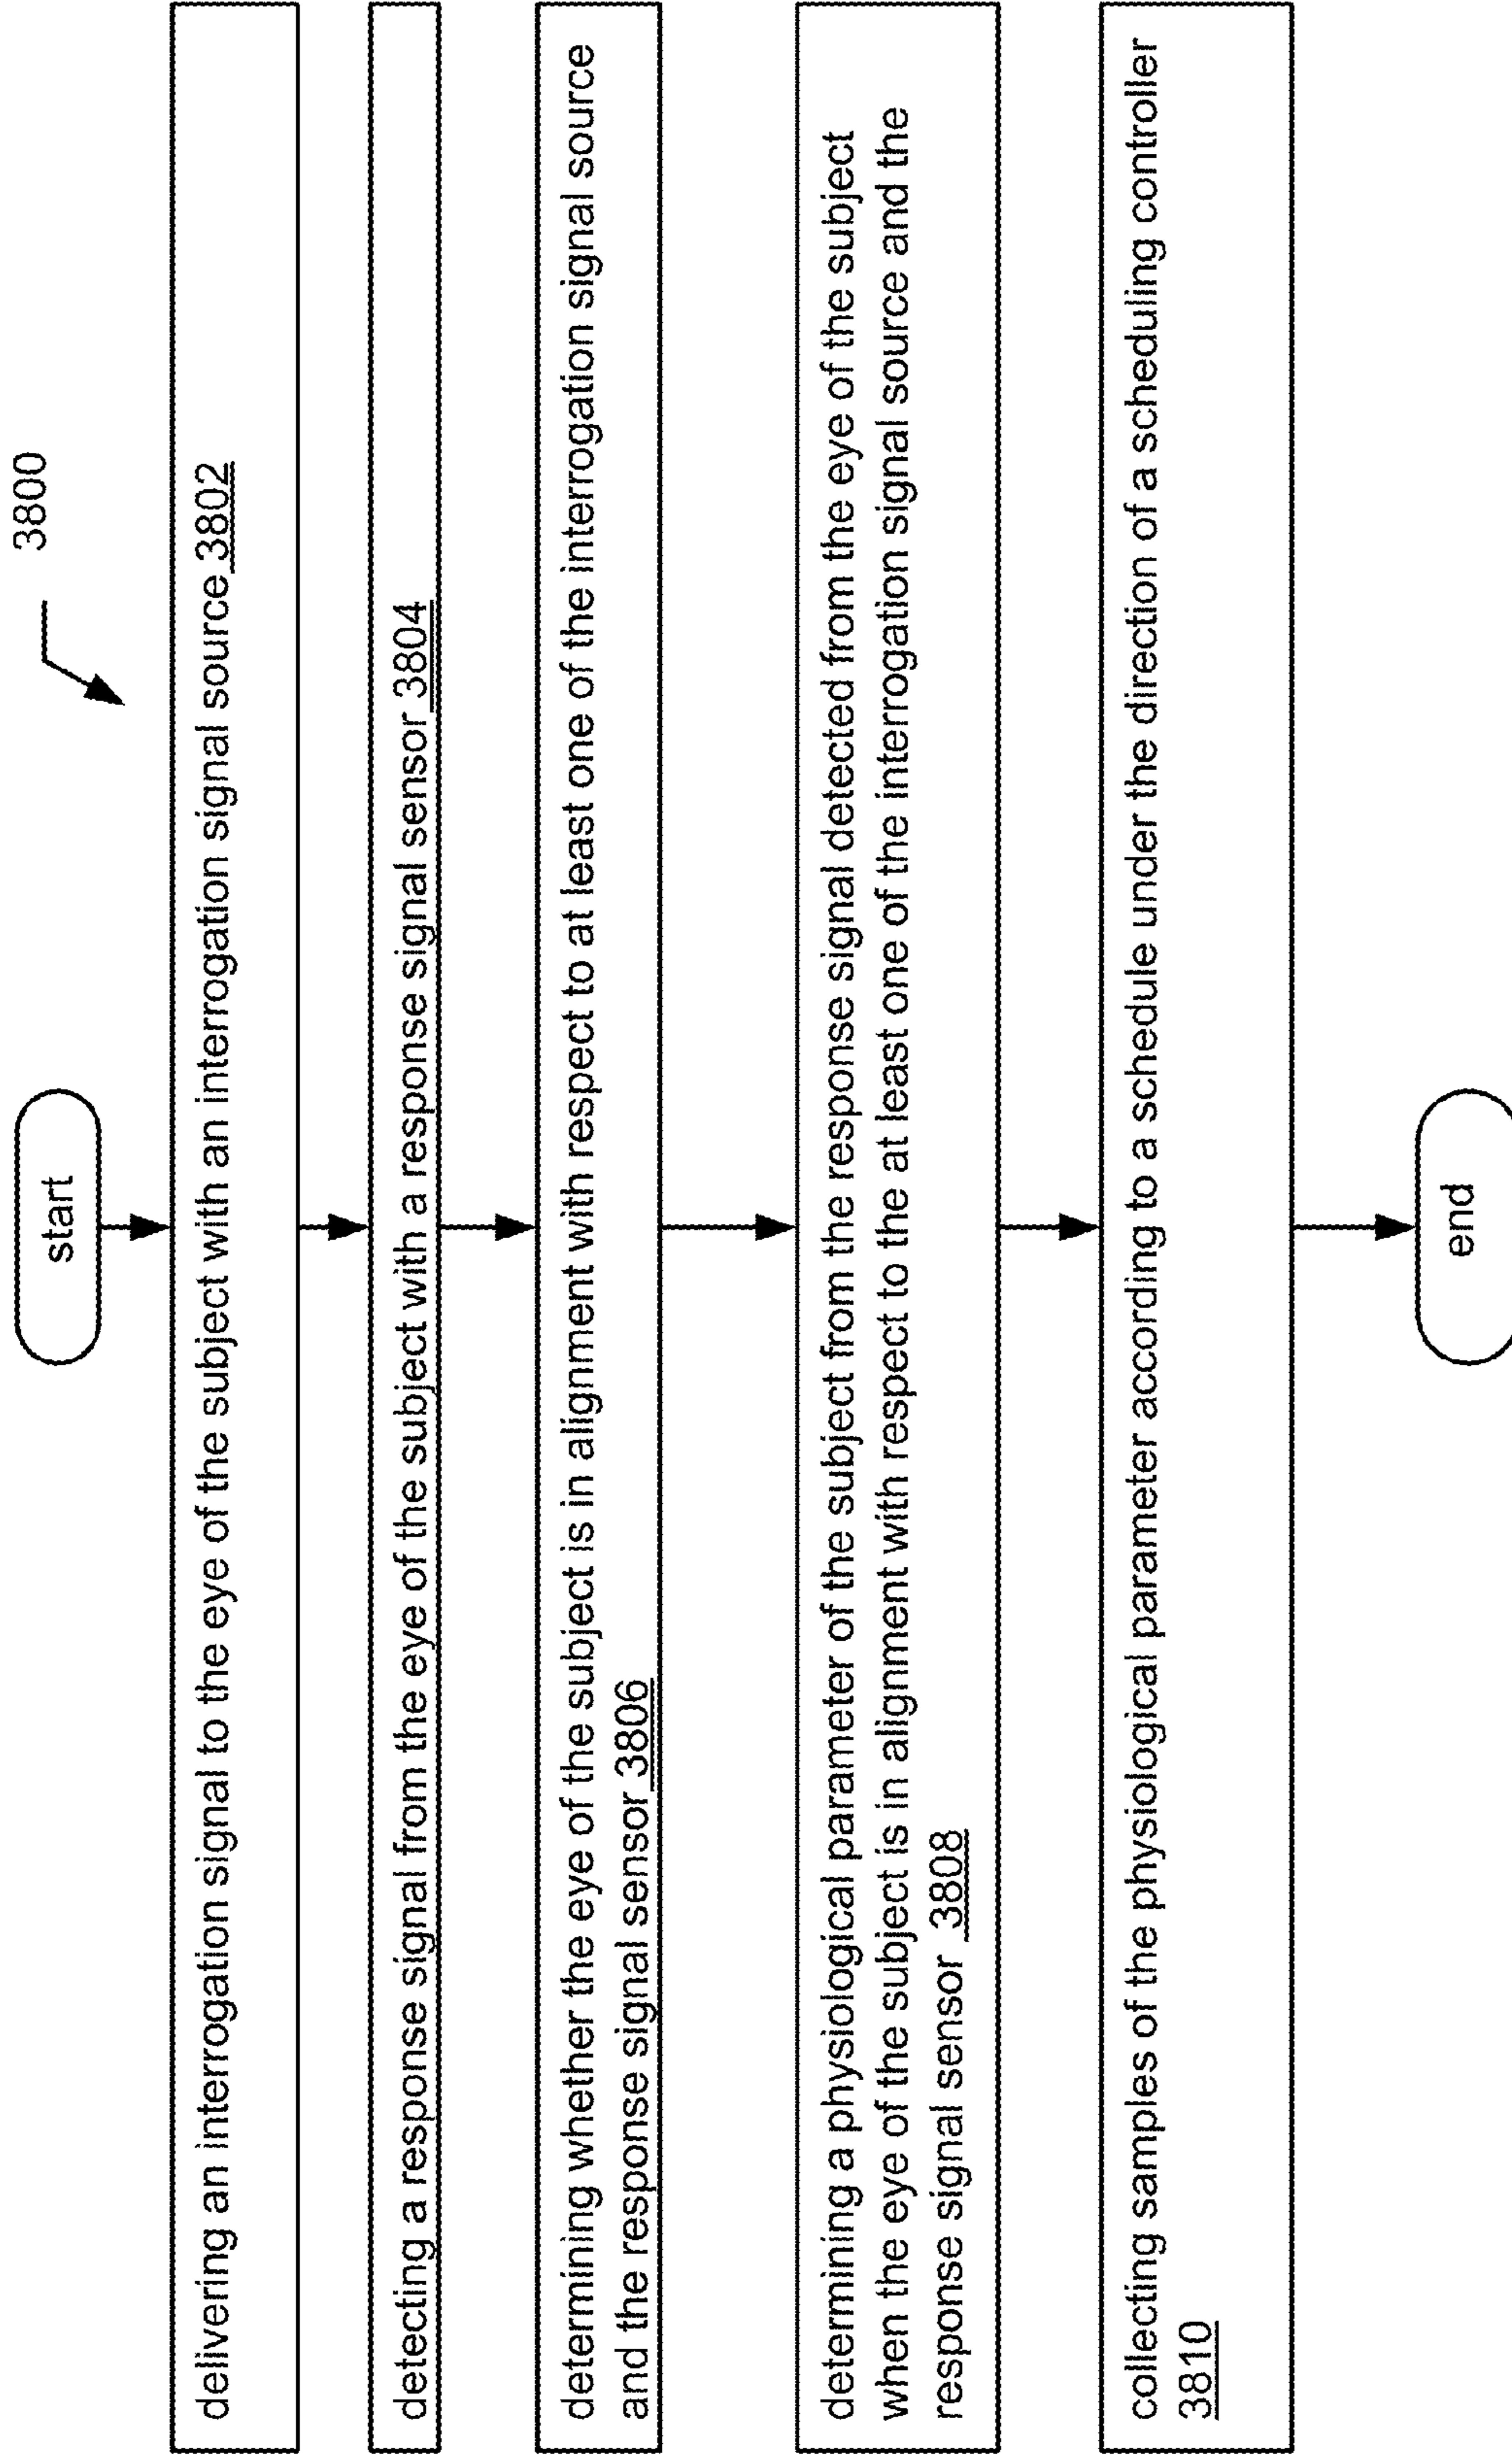 3800
start
delivering an interrogation signal to the eye of the subject with an interrogation signal source 3802
detecting a response signal from the eye of the subject with a response signal sensor 3804
determining whether the eye of the subject is in alignment with respect to at least one of the interrogation signal source
and the response signal sensor 3806
determining a physiological parameter of the subject from the response signal detected from the eye of the subject
when the eye of the subject is in alignment with respect to the at least one of the interrogation signal source and the
response signal sensor 3808
collecting samples of the physiological parameter according to a schedule under the direction of a scheduling controller
3810
end